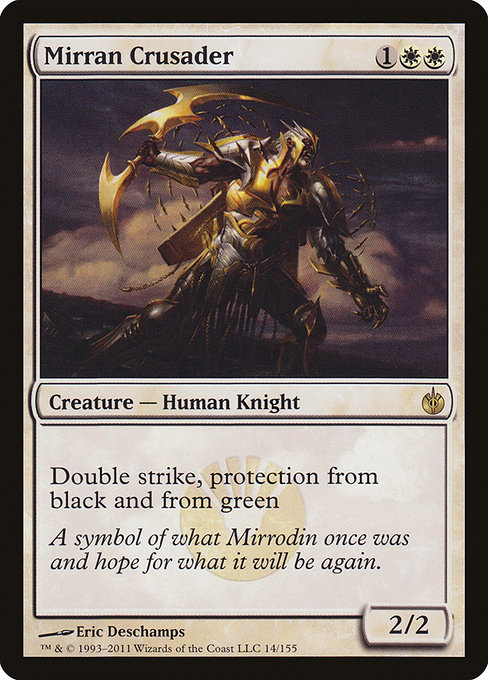 Mirran Crusader 1
Creature — Human Knight
Double strike, protection from
black and from green
A symbol of what Mirrodin once was
and hope for what it will be again.
Eric Deschamps
2/2
™ & © 1993–2011 Wizards of the Coast LLC 14/155